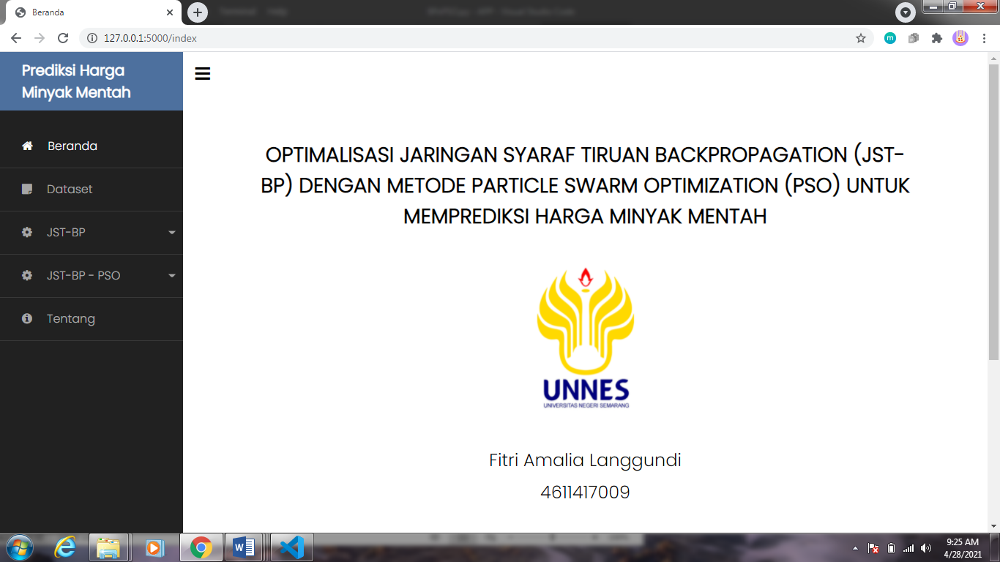 Beranda
127.0.0.1:5000/index
Prediksi Harga
Minyak Mentah
Beranda
Dataset
JST-BP
JST-BP - PSO
Tentang
OPTIMALISASI JARINGAN SYARAF TIRUAN BACKPROPAGATION (JST-
BP) DENGAN METODE PARTICLE SWARM OPTIMIZATION (PSO) UNTUK
MEMPREDIKSI HARGA MINYAK MENTAH
UNNES
UNIVERSITAS NEGERI SEMARANG
Fitri Amalia Langgundi
4611417009
9:25 AM
4/28/2021